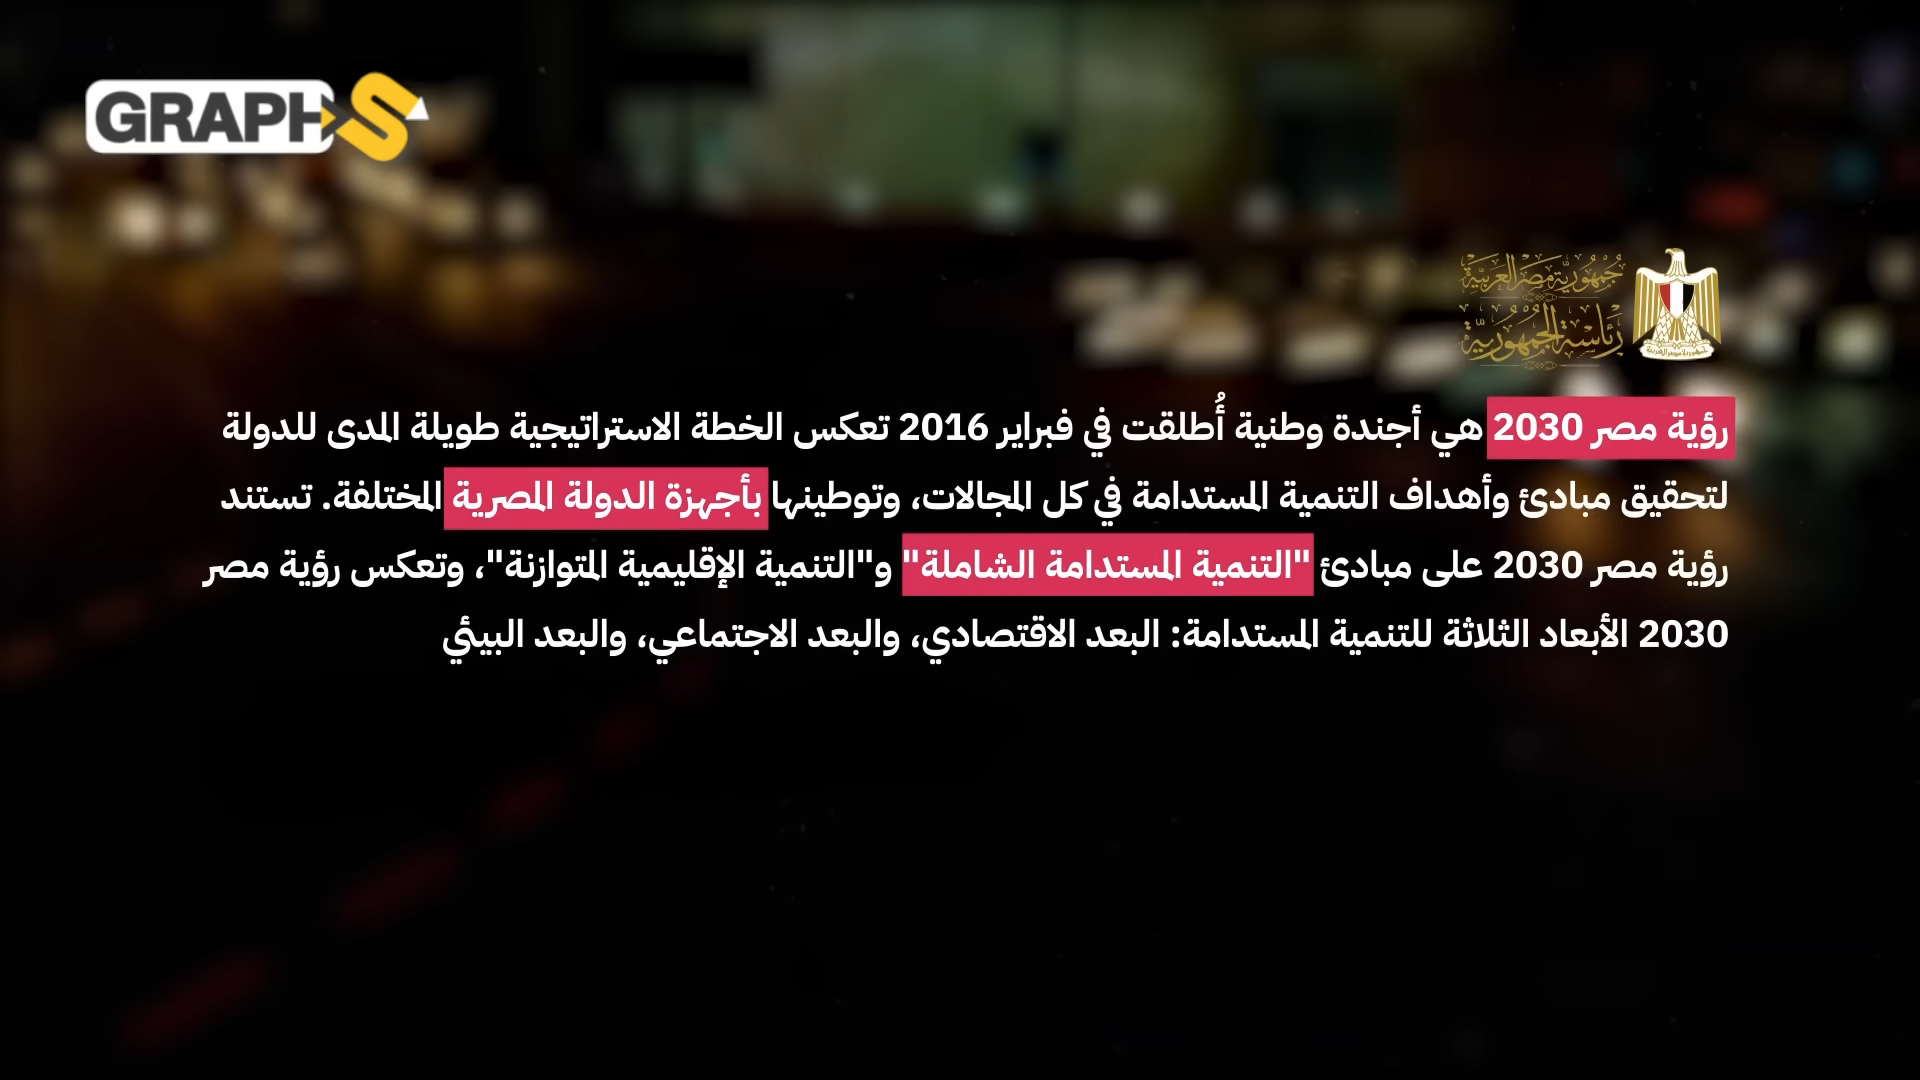 GRAPHS
جمهورية مصر العربية
رئاسة الجمهورية
رؤية مصر 2030 هي أجندة وطنية أُطلقت في فبراير 2016 تعكس الخطة الاستراتيجية طويلة المدى للدولة
لتحقيق مبادئ وأهداف التنمية المستدامة في كل المجالات، وتوطينها بأجهزة الدولة المصرية المختلفة. تستند
رؤية مصر 2030 على مبادئ "التنمية المستدامة الشاملة" و"التنمية الإقليمية المتوازنة"، وتعكس رؤية مصر
2030 الأبعاد الثلاثة للتنمية المستدامة: البعد الاقتصادي، والبعد الاجتماعي، والبعد البيئي